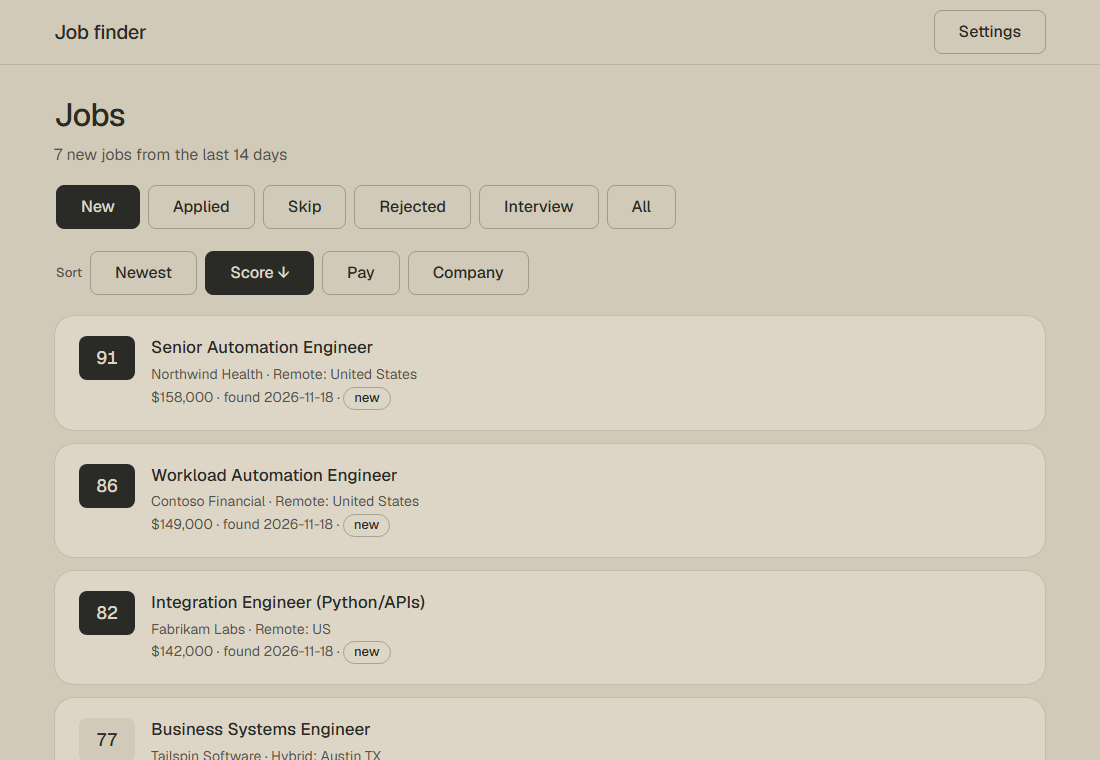 Job finder
Settings
Jobs
7 new jobs from the last 14 days
New Applied Skip Rejected Interview All
Sort Newest Score ↓ Pay Company
91
Senior Automation Engineer
Northwind Health · Remote: United States
$158,000 · found 2026-11-18 · new
86
Workload Automation Engineer
Contoso Financial · Remote: United States
$149,000 · found 2026-11-18 · new
82
Integration Engineer (Python/APIs)
Fabrikam Labs · Remote: US
$142,000 · found 2026-11-18 · new
77
Business Systems Engineer
Tailspin Software · Hybrid: Austin TX